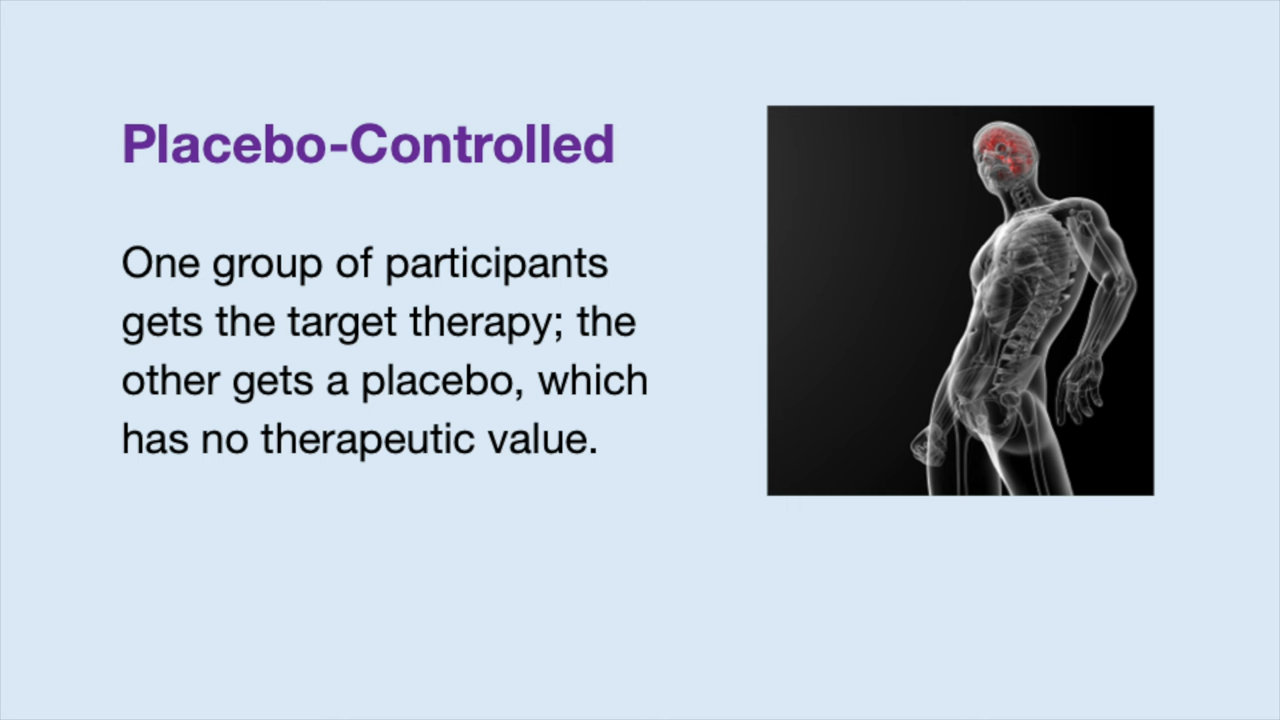 Placebo-Controlled
One group of participants
gets the target therapy; the
other gets a placebo, which
has no therapeutic value.